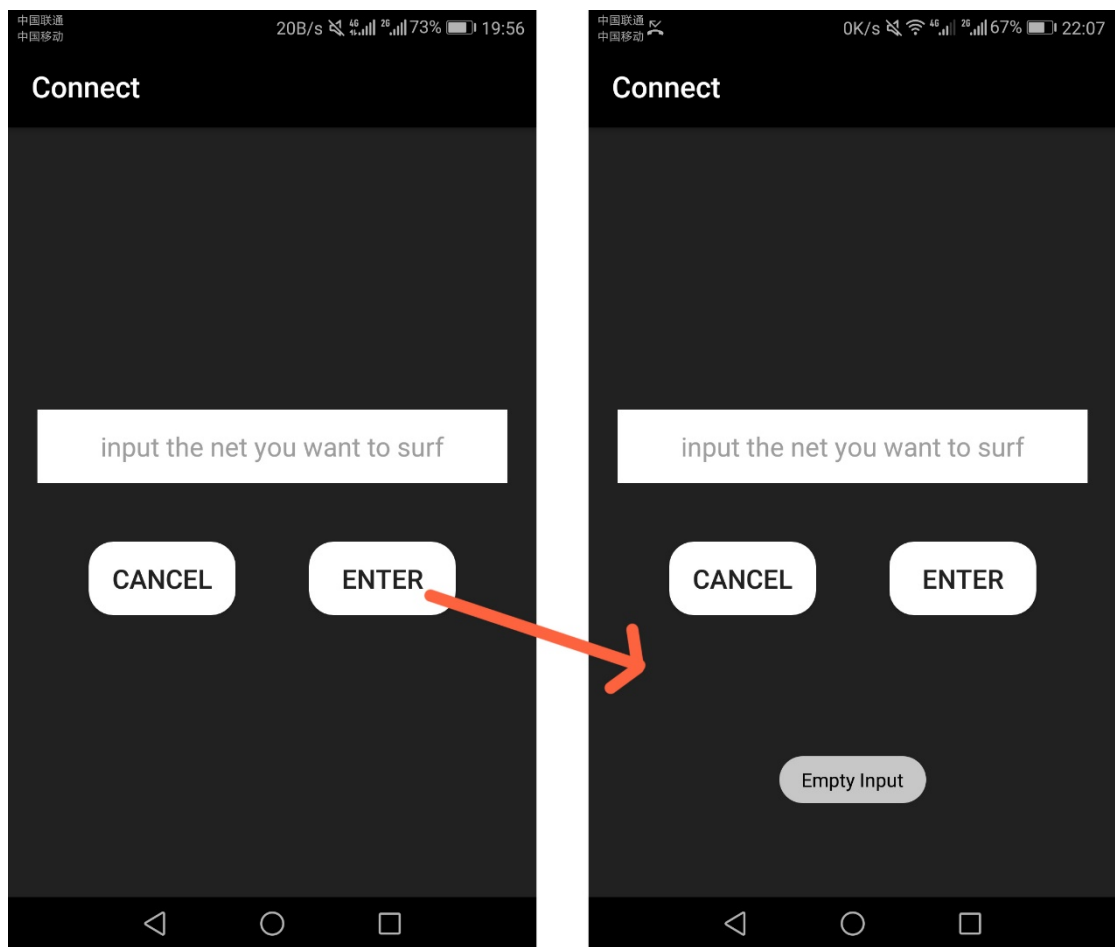 中国联通
中国移动
20B/s 4G 2G 73% 19:56
Connect
input the net you want to surf
CANCEL ENTER
中国联通
中国移动
0K/s 4G 2G 67% 22:07
Connect
input the net you want to surf
CANCEL ENTER
Empty Input